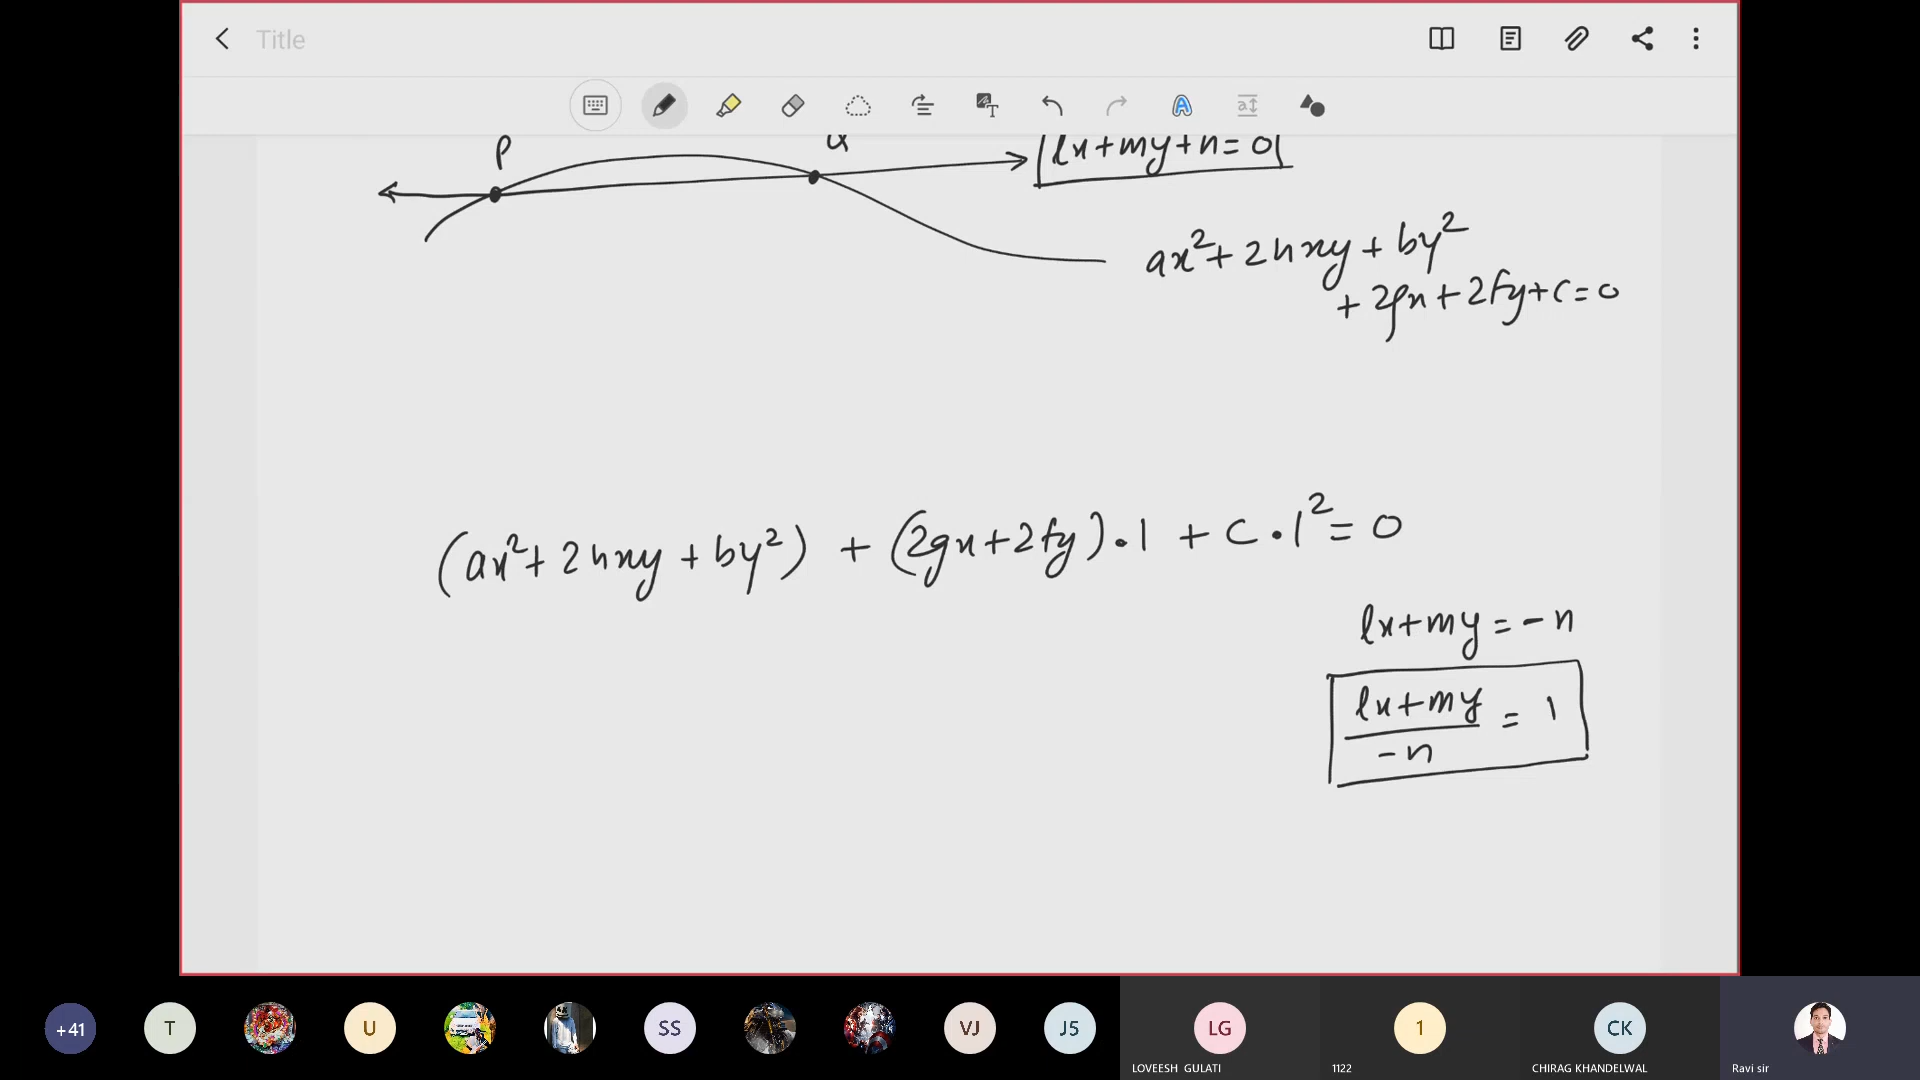 Title
A
a
P
Q
lx+my+n=0
ax²+2hxy+by²
+2gx+2fy+c=0
(ax²+2hxy+by²) + (2gx+2fy)·1 + c·1²=0
lx+my=-n
lx+my
-n
= 1
+41
T
U
SS
VJ
J5
LG
1
CK
LOVEESH GULATI
1122
CHIRAG KHANDELWAL
Ravi sir